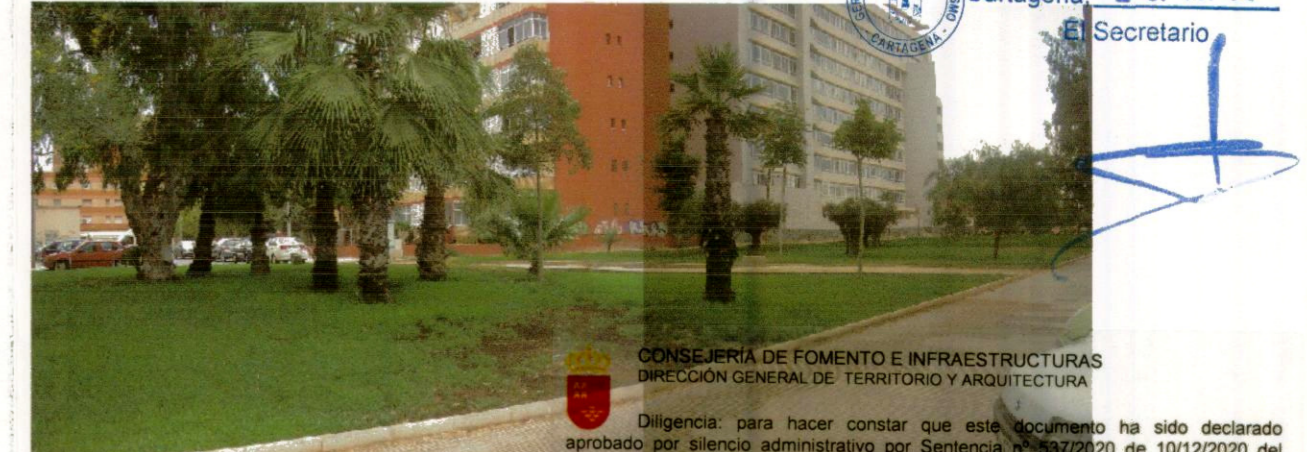 Cartagena,
El Secretario
CARTAGENA
CONSEJERÍA DE FOMENTO E INFRAESTRUCTURAS
DIRECCIÓN GENERAL DE TERRITORIO Y ARQUITECTURA
Diligencia: para hacer constar que este documento ha sido declarado
aprobado por silencio administrativo por Sentencia nº 537/2020 de 10/12/2020 del